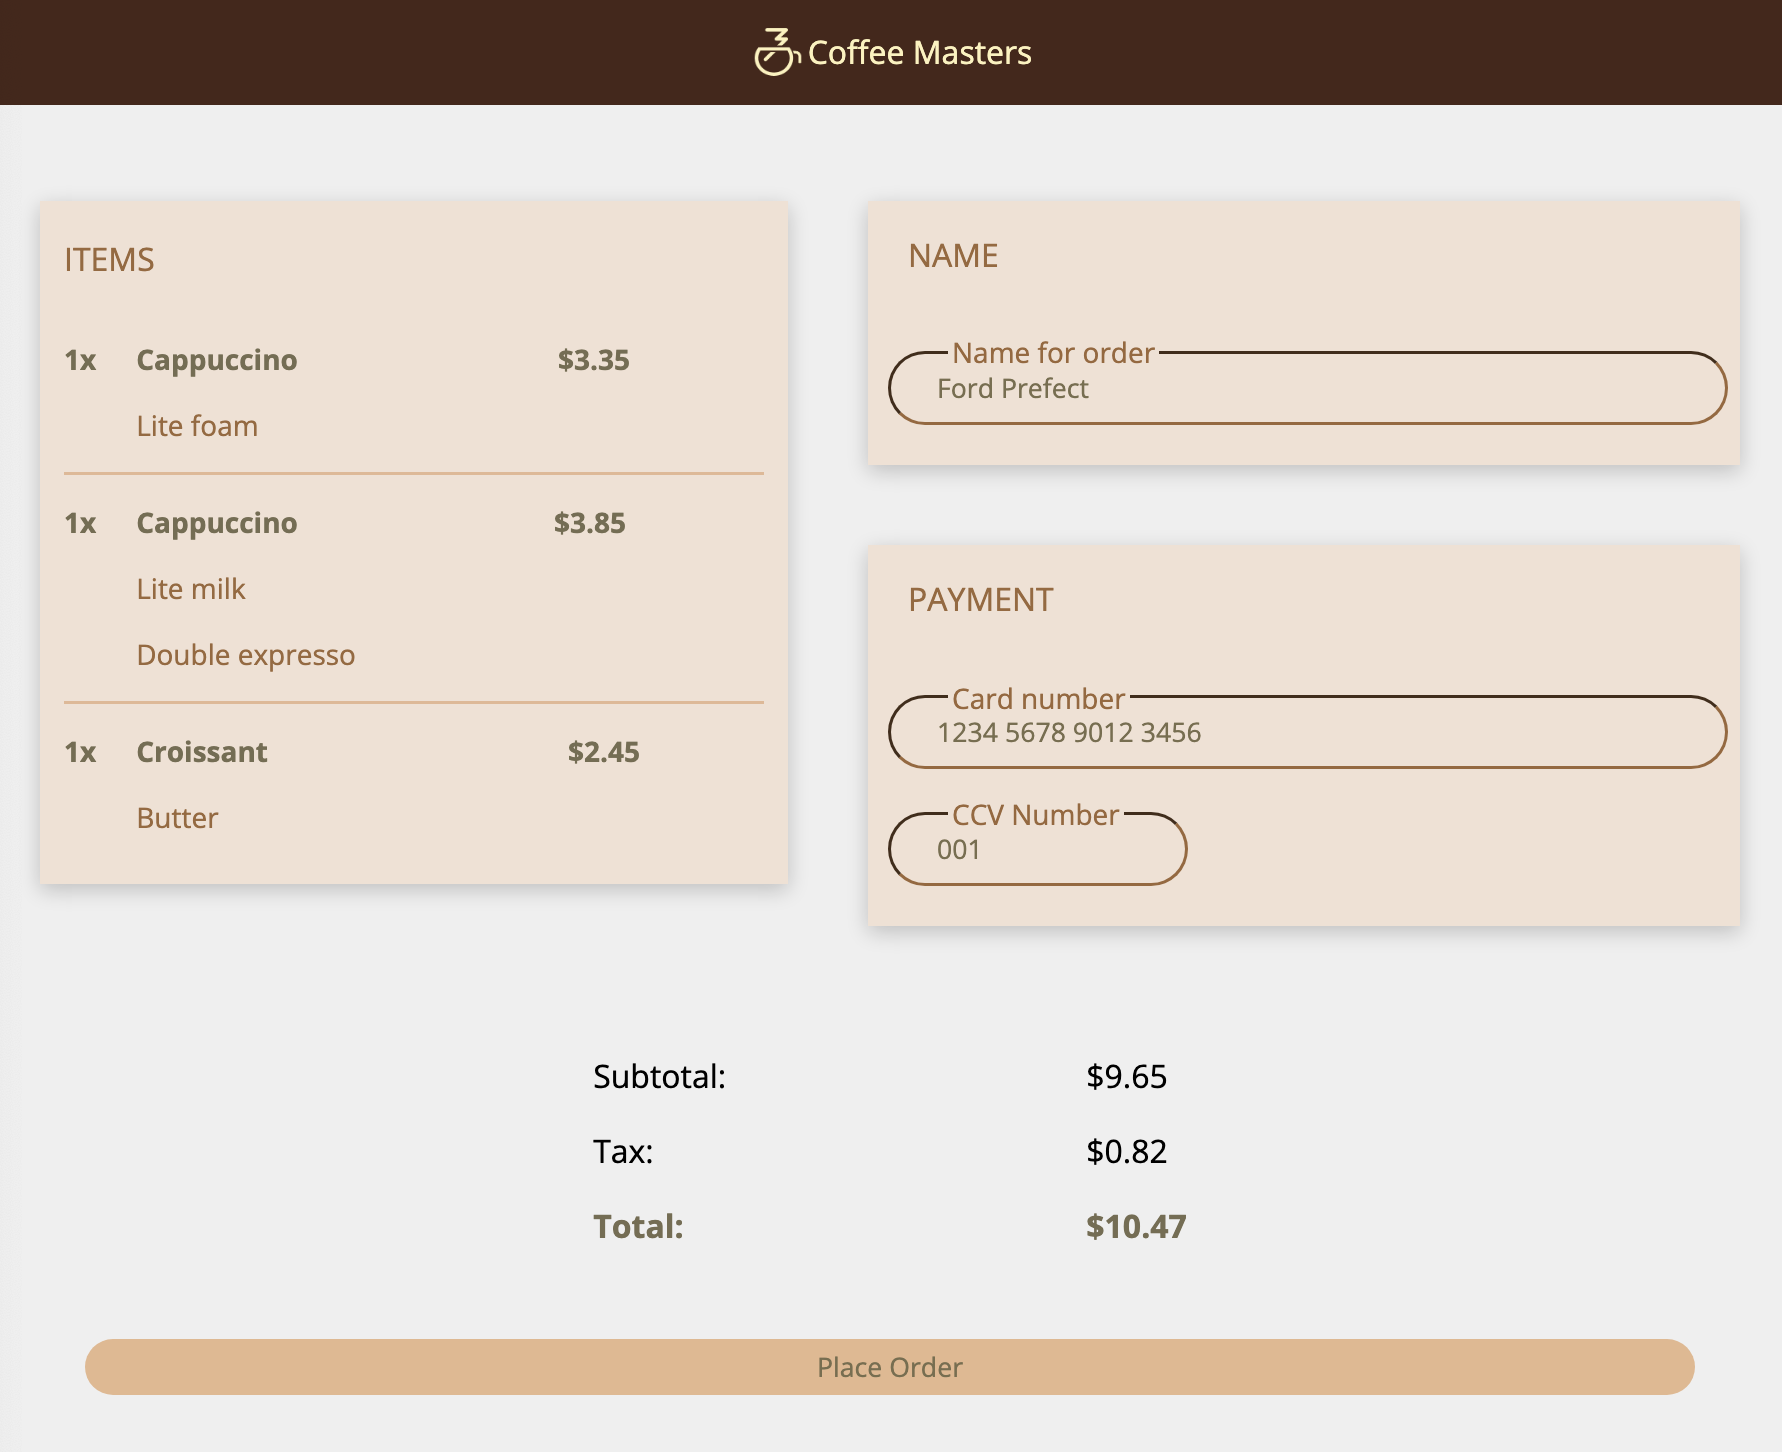 Coffee Masters
ITEMS
1x Cappuccino $3.35
Lite foam
1x Cappuccino $3.85
Lite milk
Double expresso
1x Croissant $2.45
Butter
NAME
Name for order
Ford Prefect
PAYMENT
Card number
1234 5678 9012 3456
CCV Number
001
Subtotal: $9.65
Tax: $0.82
Total: $10.47
Place Order